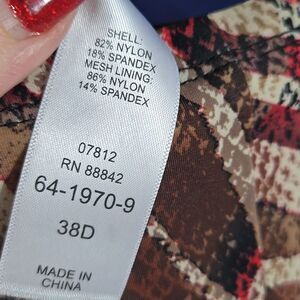 SHELL:
82% NYLON
18% SPANDEX
MESH LINING:
86% NYLON
14% SPANDEX
07812
RN 88842
64-1970-9
38D
MADE IN
CHINA